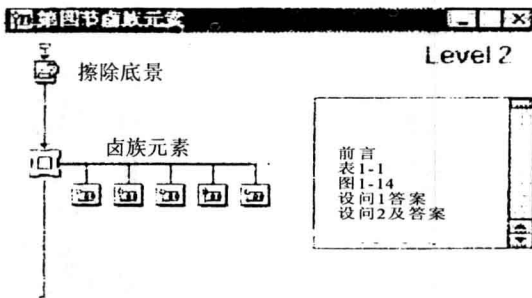 第四节卤族元素
Level 2
擦除底景
卤族元素
前言
表1-1
图1-14
设问1答案
设问2及答案